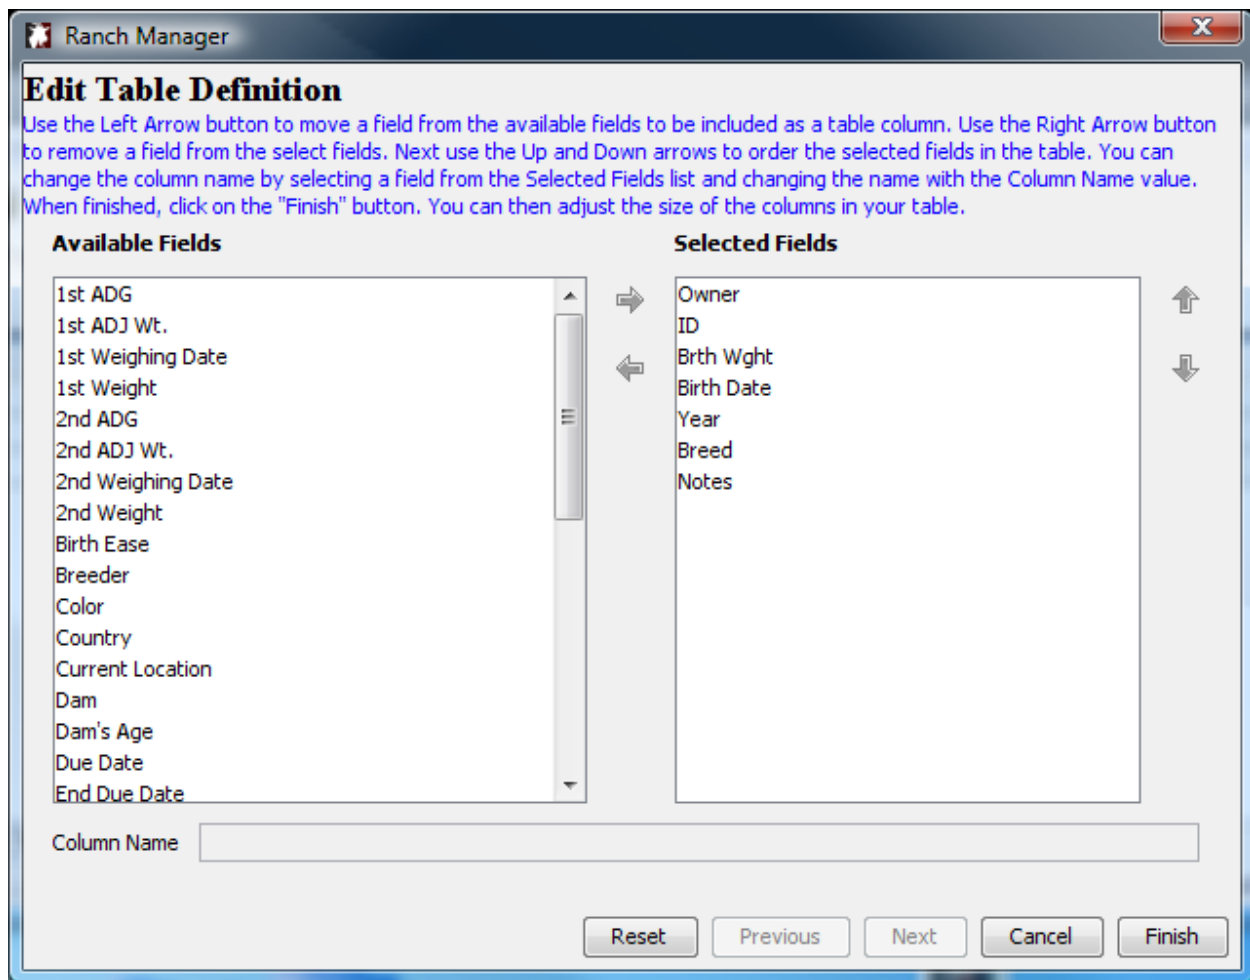 Ranch Manager
Edit Table Definition
Use the Left Arrow button to move a field from the available fields to be included as a table column. Use the Right Arrow button
to remove a field from the select fields. Next use the Up and Down arrows to order the selected fields in the table. You can
change the column name by selecting a field from the Selected Fields list and changing the name with the Column Name value.
When finished, click on the "Finish" button. You can then adjust the size of the columns in your table.
Available Fields
1st ADG
1st ADJ Wt.
1st Weighing Date
1st Weight
2nd ADG
2nd ADJ Wt.
2nd Weighing Date
2nd Weight
Birth Ease
Breeder
Color
Country
Current Location
Dam
Dam's Age
Due Date
End Due Date
Selected Fields
Owner
ID
Brth Wght
Birth Date
Year
Breed
Notes
Column Name
Reset Previous Next Cancel Finish